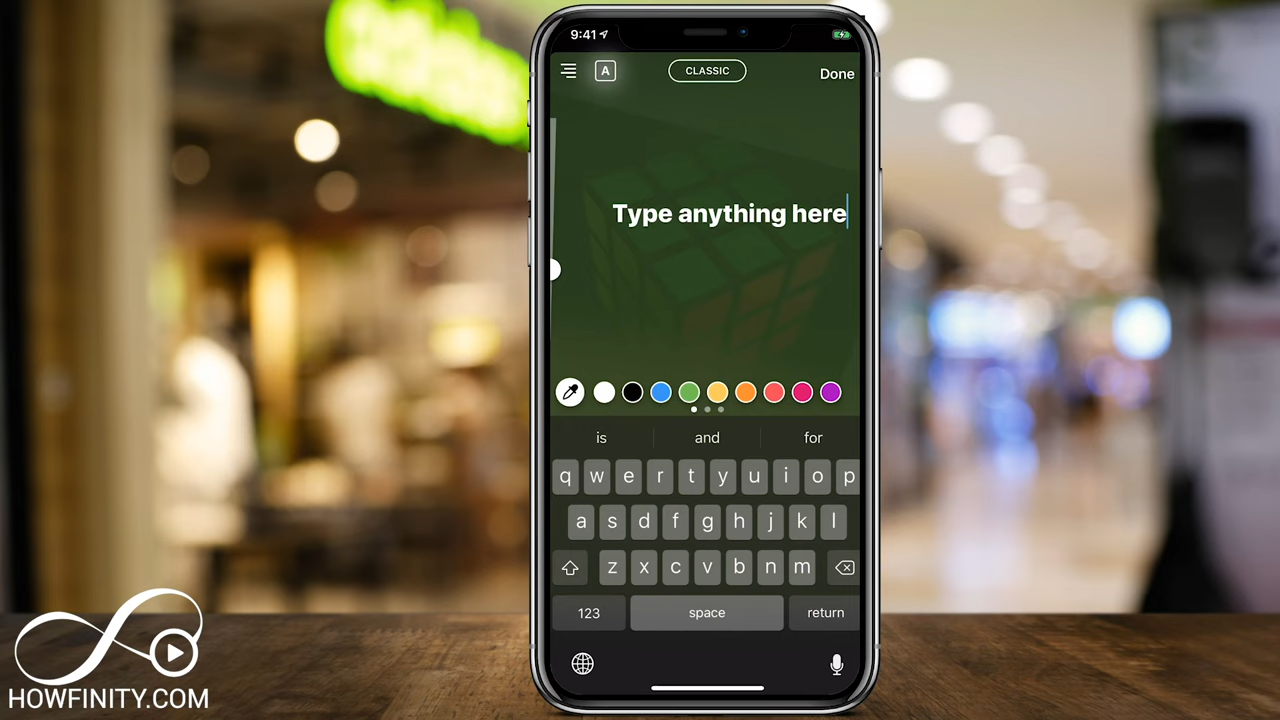 9:41
A
CLASSIC
Done
Type anything here
is and for
q w e r t y u i o p
a s d f g h j k l
z x c v b n m
123 space return
HOWFINITY.COM